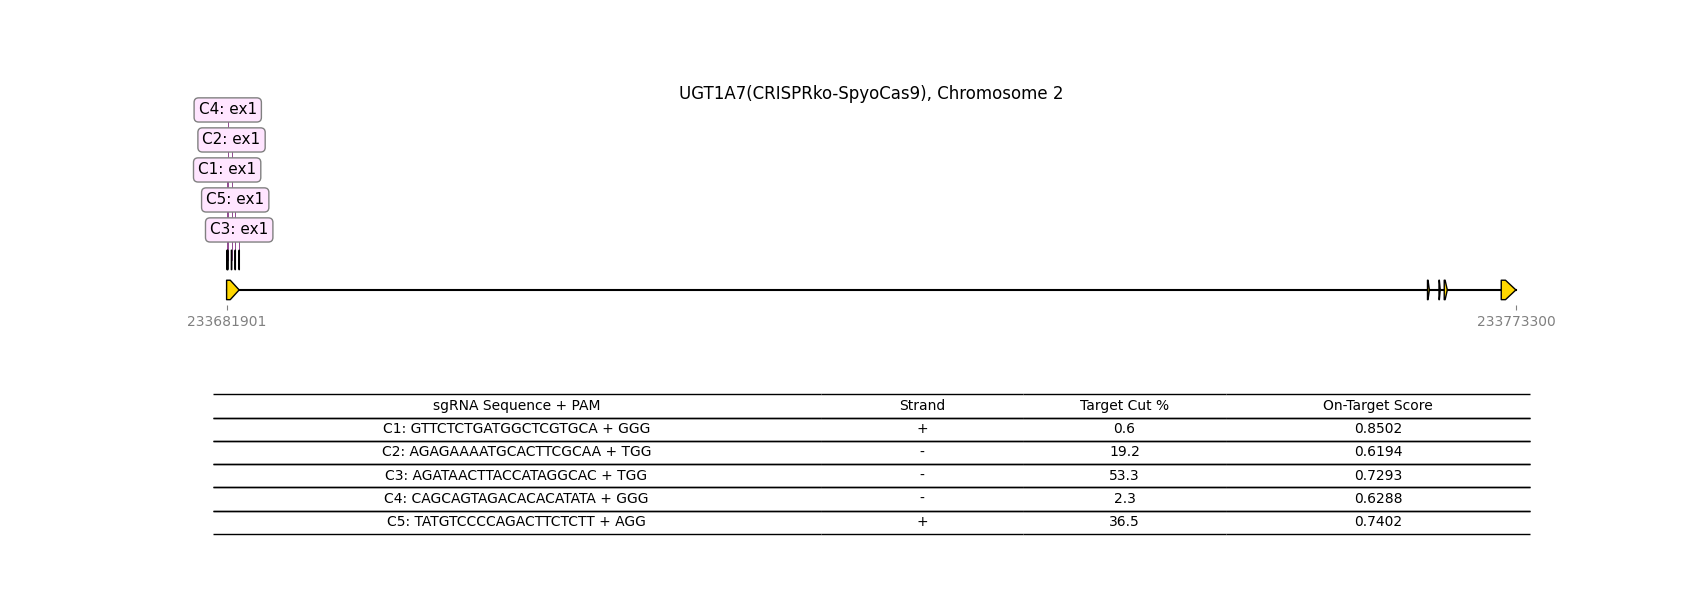 UGT1A7(CRISPRko-SpyoCas9), Chromosome 2
C4: ex1
C2: ex1
C1: ex1
C5: ex1
C3: ex1
233681901 233773300
sgRNA Sequence + PAM Strand Target Cut % On-Target Score
C1: GTTCTCTGATGGCTCGTGCA + GGG + 0.6 0.8502
C2: AGAGAAAATGCACTTCGCAA + TGG - 19.2 0.6194
C3: AGATAACTTACCATAGGCAC + TGG - 53.3 0.7293
C4: CAGCAGTAGACACACATATA + GGG - 2.3 0.6288
C5: TATGTCCCCAGACTTCTCTT + AGG + 36.5 0.7402